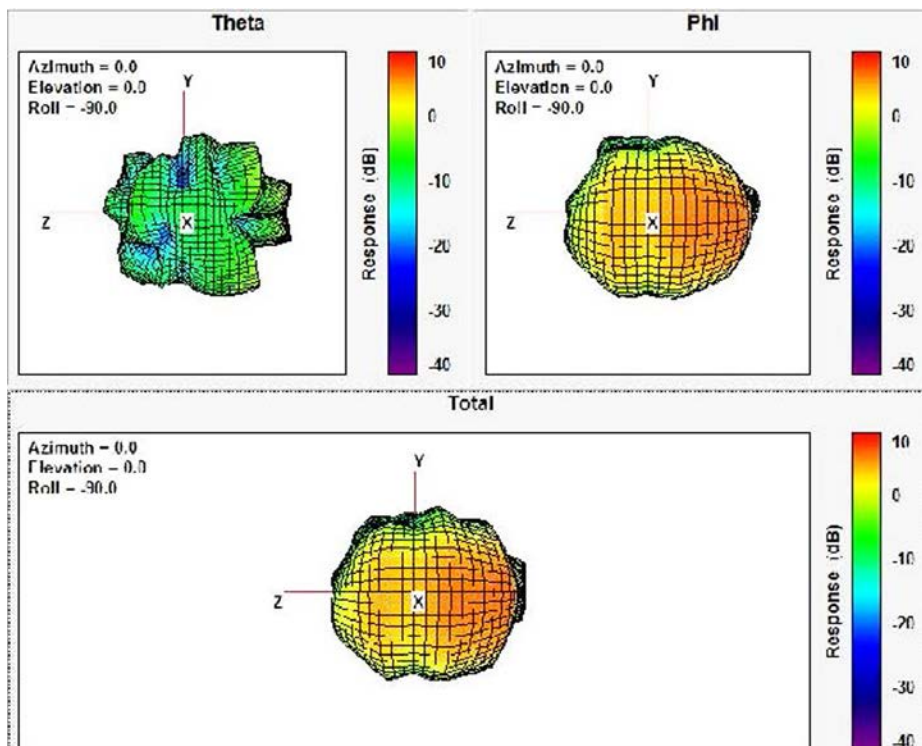 Theta
Azimuth = 0.0
Elevation = 0.0
Roll = -90.0
Y
Z
X
10
0
-10
-20
-30
-40
Response (dB)
Phi
Azimuth = 0.0
Elevation = 0.0
Roll = -90.0
Y
Z
X
10
0
-10
-20
-30
-40
Response (dB)
Total
Azimuth = 0.0
Elevation = 0.0
Roll = -90.0
Y
Z
X
10
0
-10
-20
-30
-40
Response (dB)